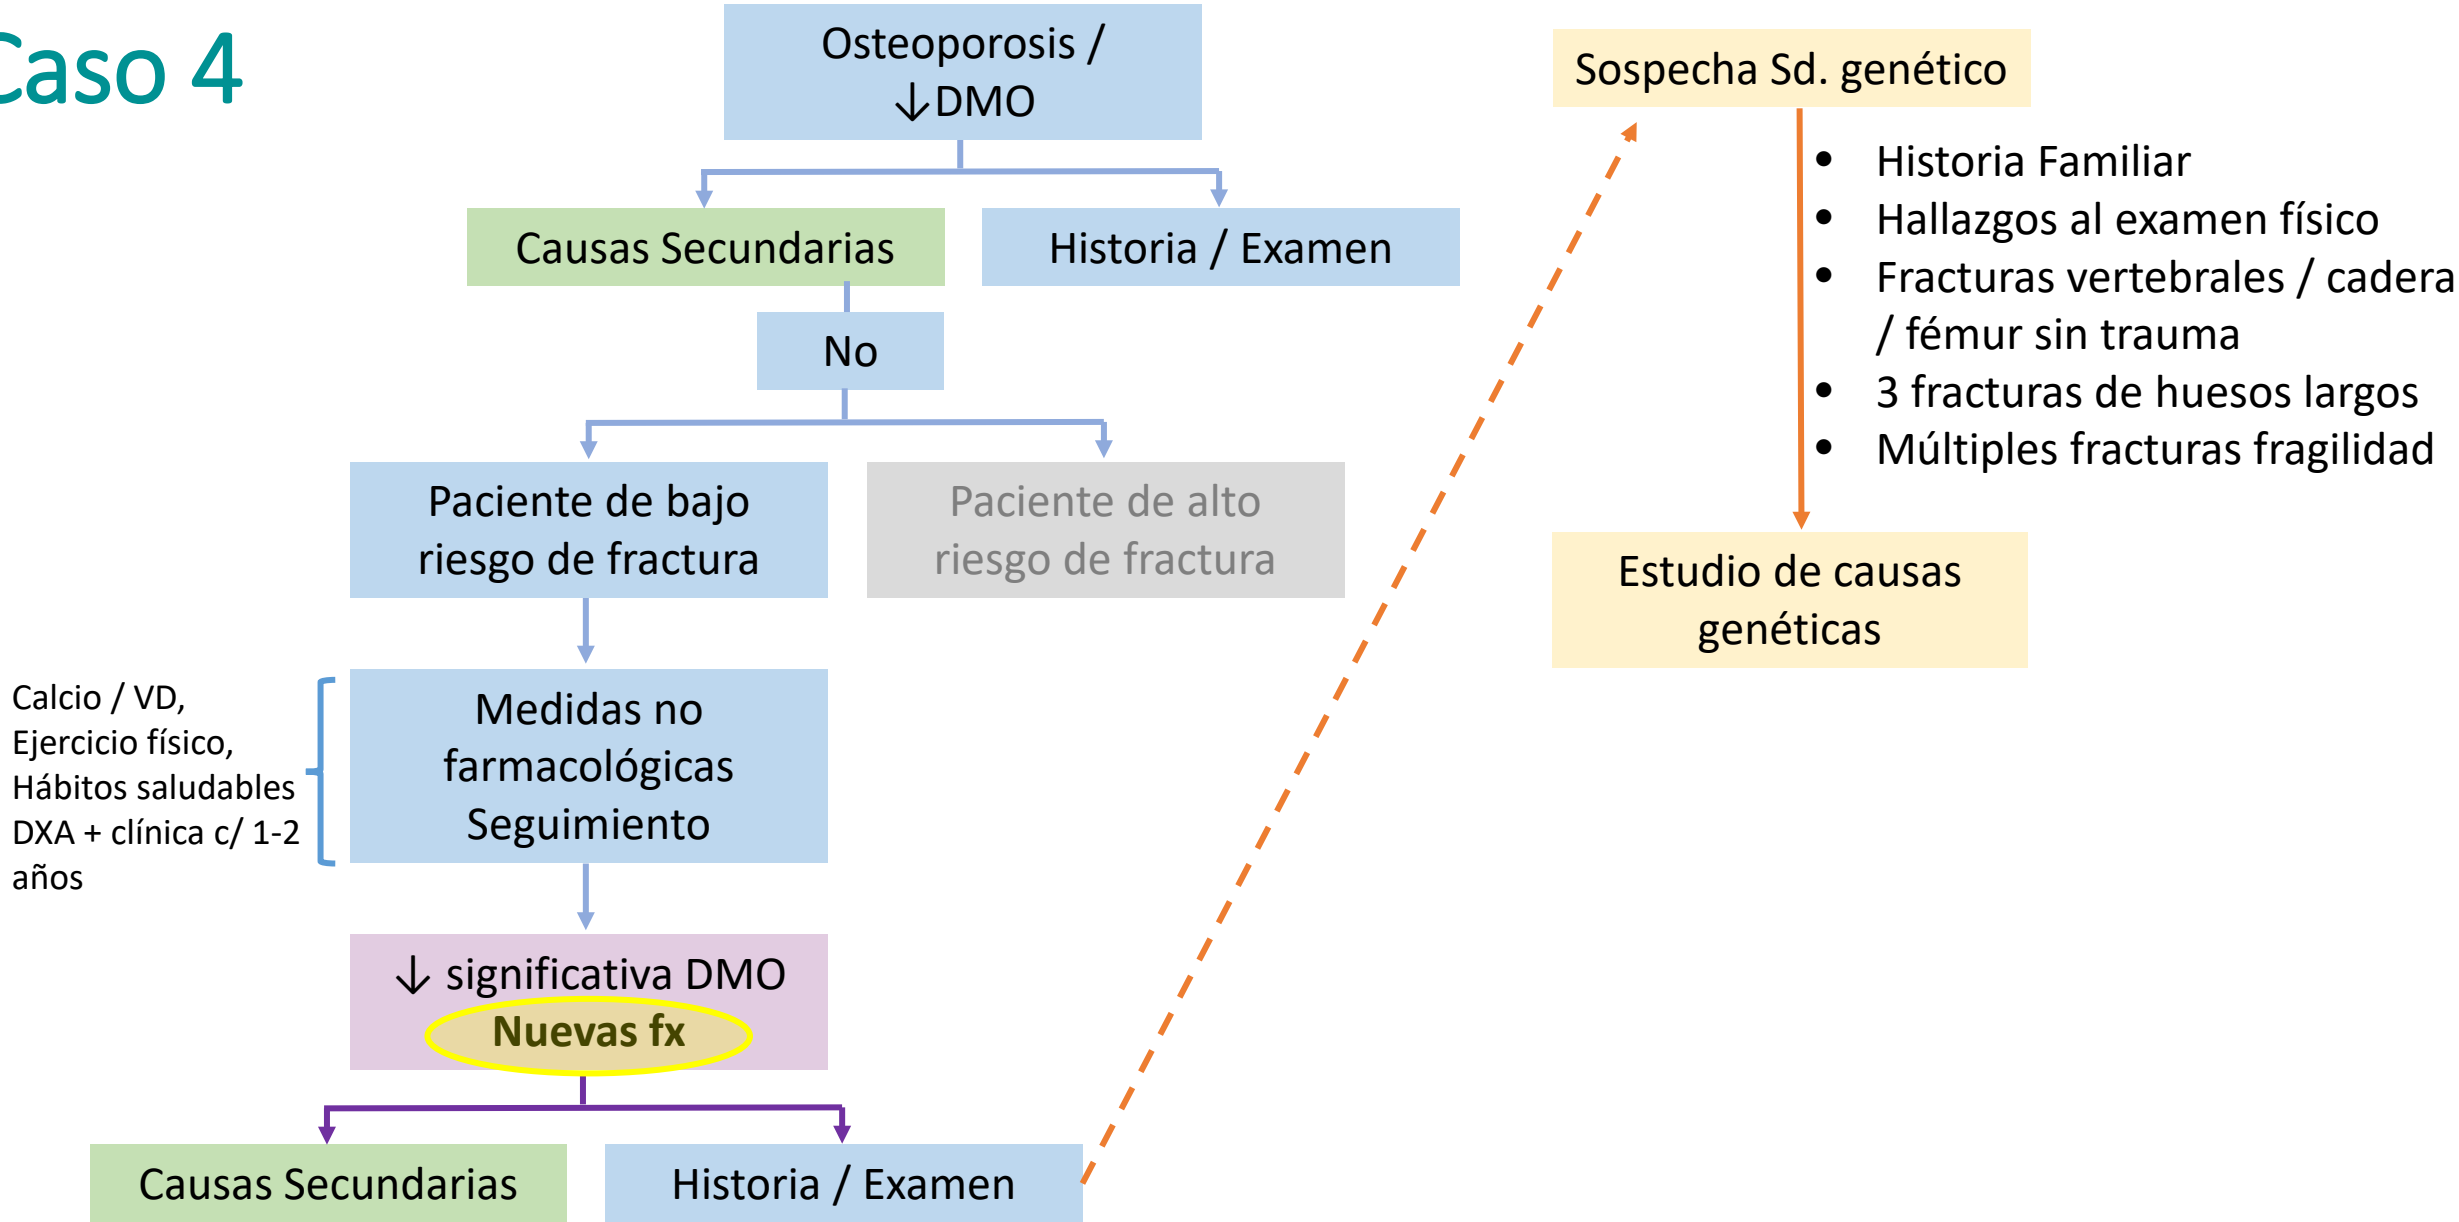 Caso 4
Osteoporosis /
↓DMO
Causas Secundarias
Historia / Examen
No
Paciente de bajo
riesgo de fractura
Paciente de alto
riesgo de fractura
Calcio / VD,
Ejercicio físico,
Hábitos saludables
DXA + clínica c/ 1-2
años
Medidas no
farmacológicas
Seguimiento
↓ significativa DMO
Nuevas fx
Causas Secundarias
Historia / Examen
Sospecha Sd. genético
• Historia Familiar
• Hallazgos al examen físico
• Fracturas vertebrales / cadera
/ fémur sin trauma
• 3 fracturas de huesos largos
• Múltiples fracturas fragilidad
Estudio de causas
genéticas